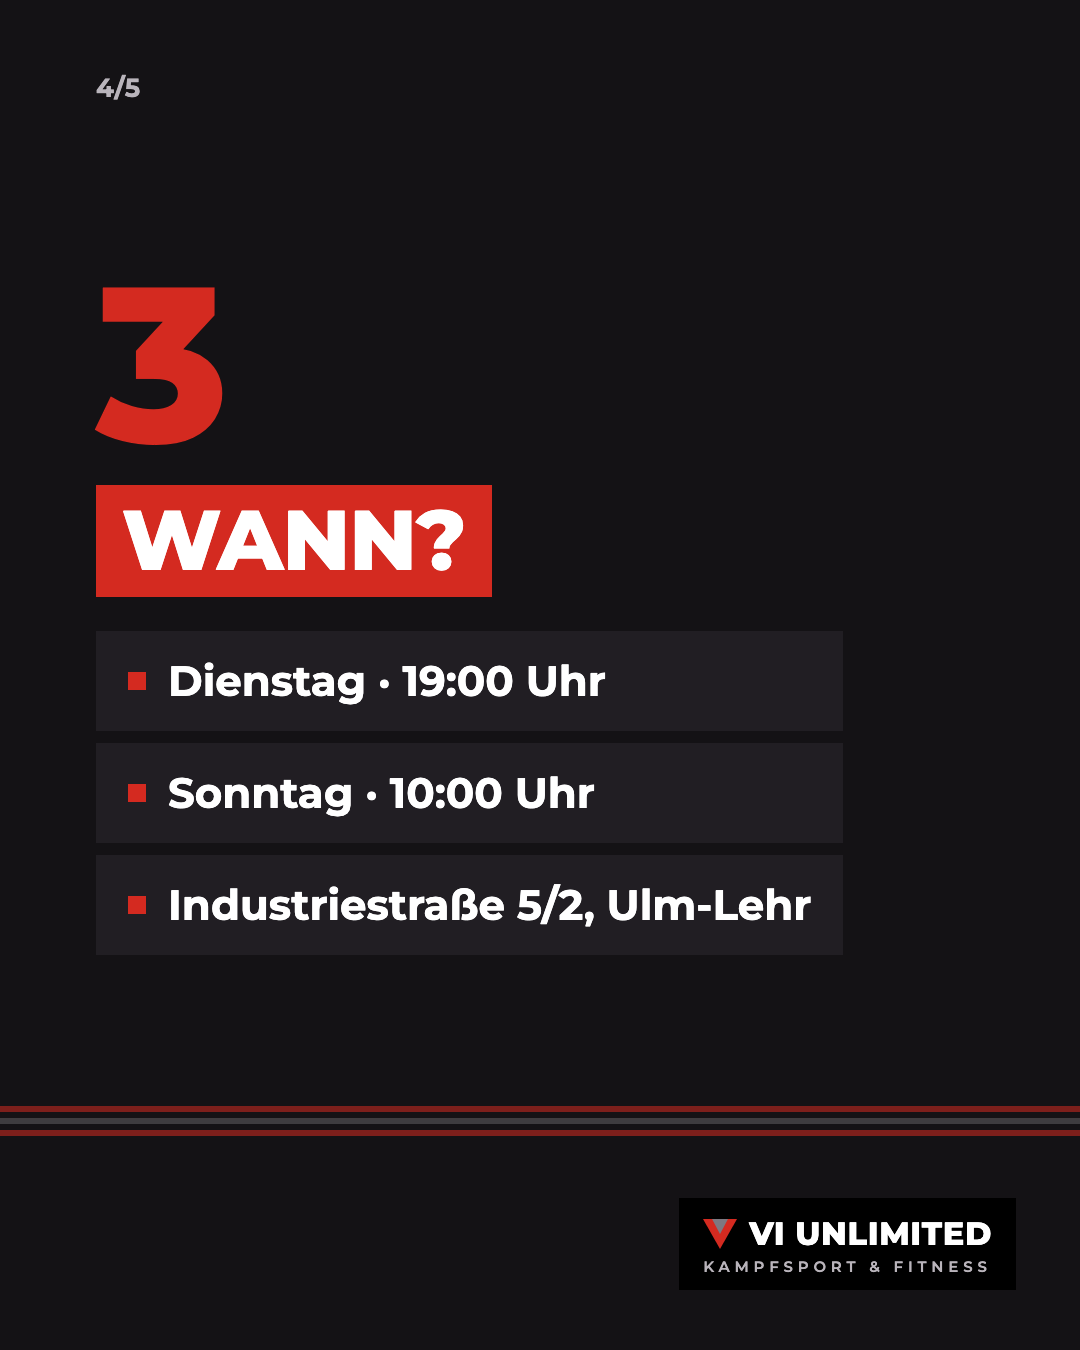 4/5
3
WANN?
Dienstag · 19:00 Uhr
Sonntag · 10:00 Uhr
Industriestraße 5/2, Ulm-Lehr
VI UNLIMITED
KAMPFSPORT & FITNESS